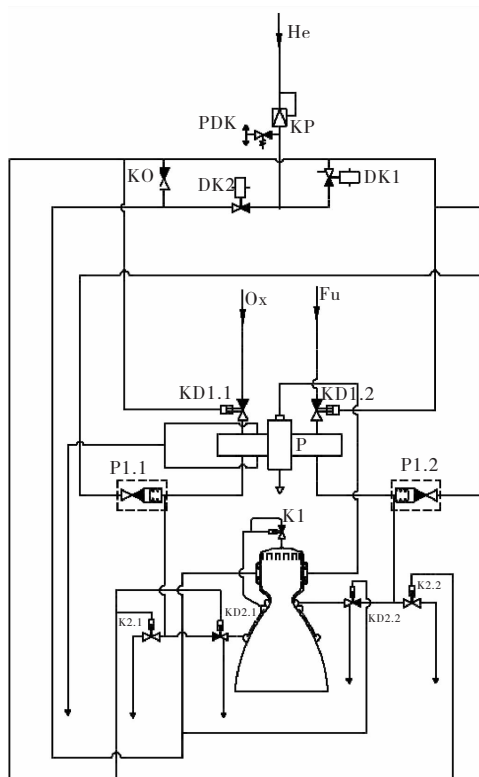 He
PDK
KP
KO
DK2
DK1
Ox
Fu
KD1.1
KD1.2
P
P1.1
P1.2
K1
K2.1
KD2.1
KD2.2
K2.2